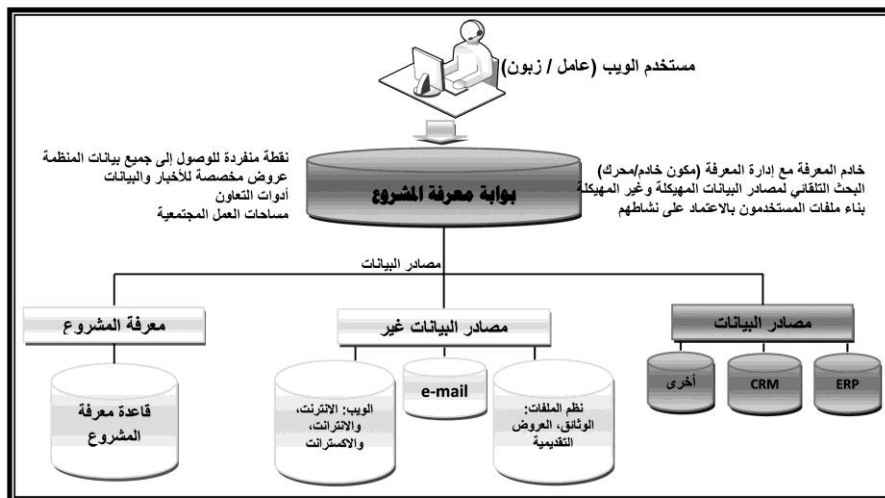 مستخدم الويب (عامل / زبون)
خادم المعرفة مع إدارة المعرفة (مكون خادم/محرك)
البحث التلقائي لمصادر البيانات المهيكلة وغير المهيكلة
بناء ملفات المستخدمون بالاعتماد على نشاطهم
بوابة معرفة المشروع
نقطة منفردة للوصول إلى جميع بيانات المنظمة
عروض مخصصة للأخبار والبيانات
أدوات التعاون
مساحات العمل المجتمعية
مصادر البيانات
مصادر البيانات
ERP
CRM
أخرى
مصادر البيانات غير
نظم الملفات:
الوثائق، العروض
التقديمية
e-mail
الويب: الانترنت،
والانترانت،
والاكسترانت
معرفة المشروع
قاعدة معرفة
المشروع